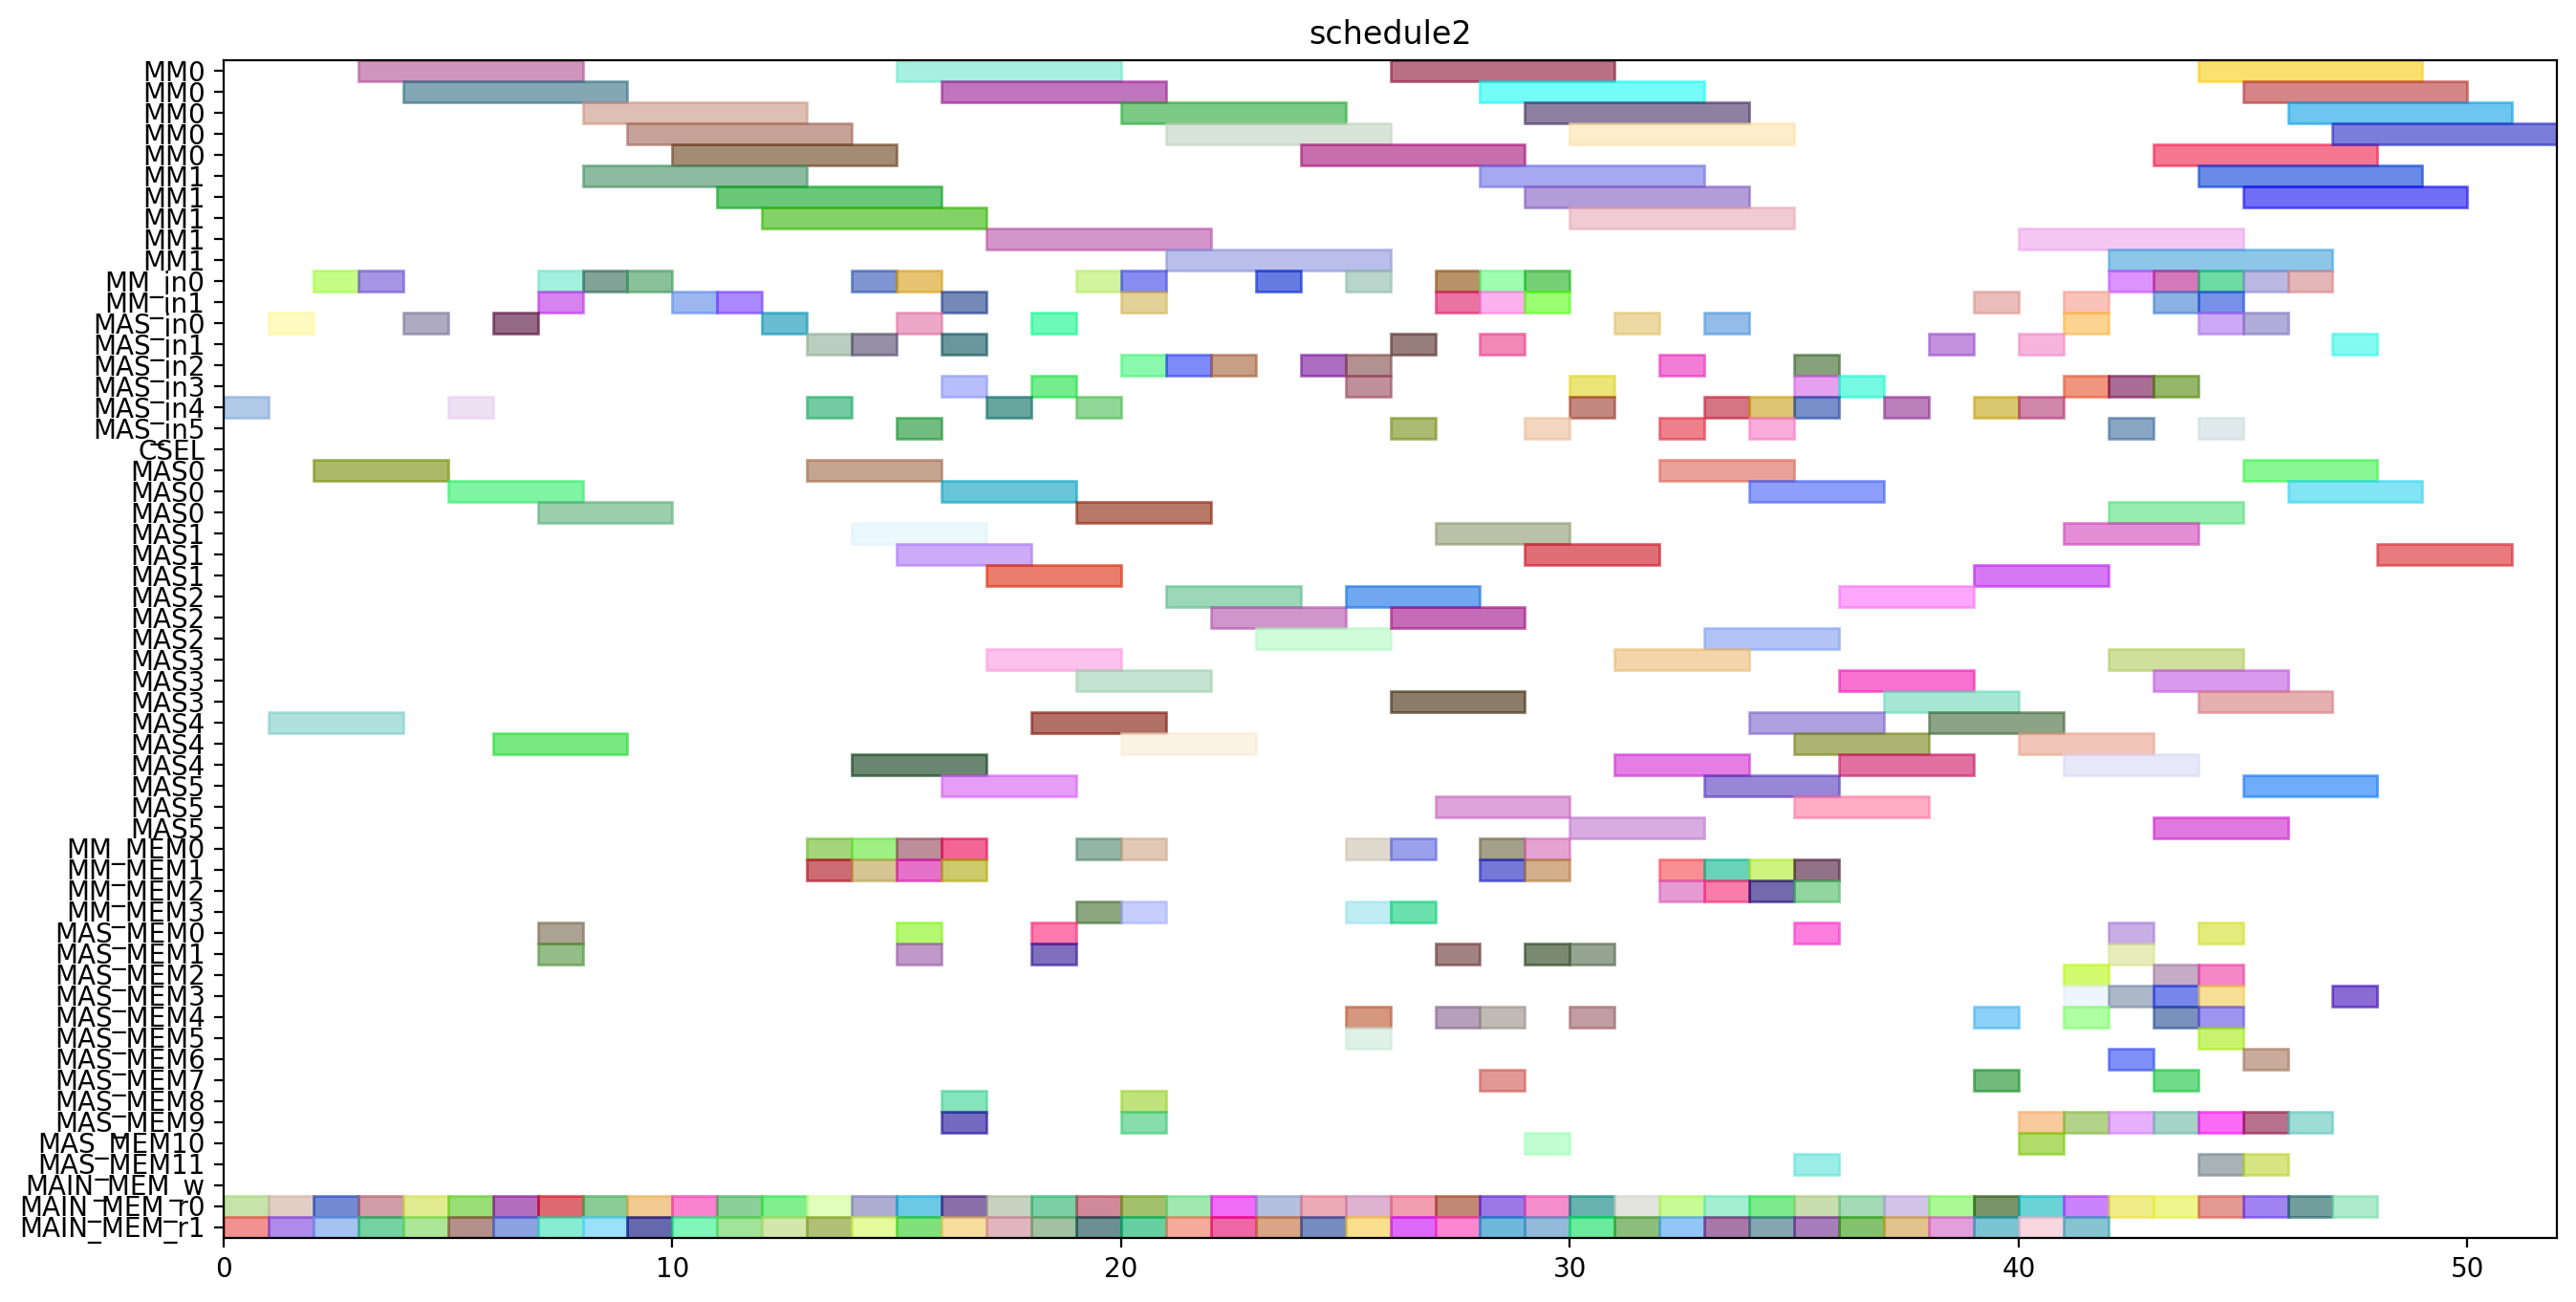 schedule2
MM0
MM0
MM0
MM0
MM0
MM1
MM1
MM1
MM1
MM1
MM_in0
MM_in1
MAS_in0
MAS_in1
MAS_in2
MAS_in3
MAS_in4
MAS_in5
CSEL
MAS0
MAS0
MAS0
MAS1
MAS1
MAS1
MAS2
MAS2
MAS2
MAS3
MAS3
MAS3
MAS4
MAS4
MAS4
MAS5
MAS5
MAS5
MM_MEM0
MM_MEM1
MM_MEM2
MM_MEM3
MAS_MEM0
MAS_MEM1
MAS_MEM2
MAS_MEM3
MAS_MEM4
MAS_MEM5
MAS_MEM6
MAS_MEM7
MAS_MEM8
MAS_MEM9
MAS_MEM10
MAS_MEM11
MAIN_MEM_w
MAIN_MEM_r0
MAIN_MEM_r1
0 10 20 30 40 50